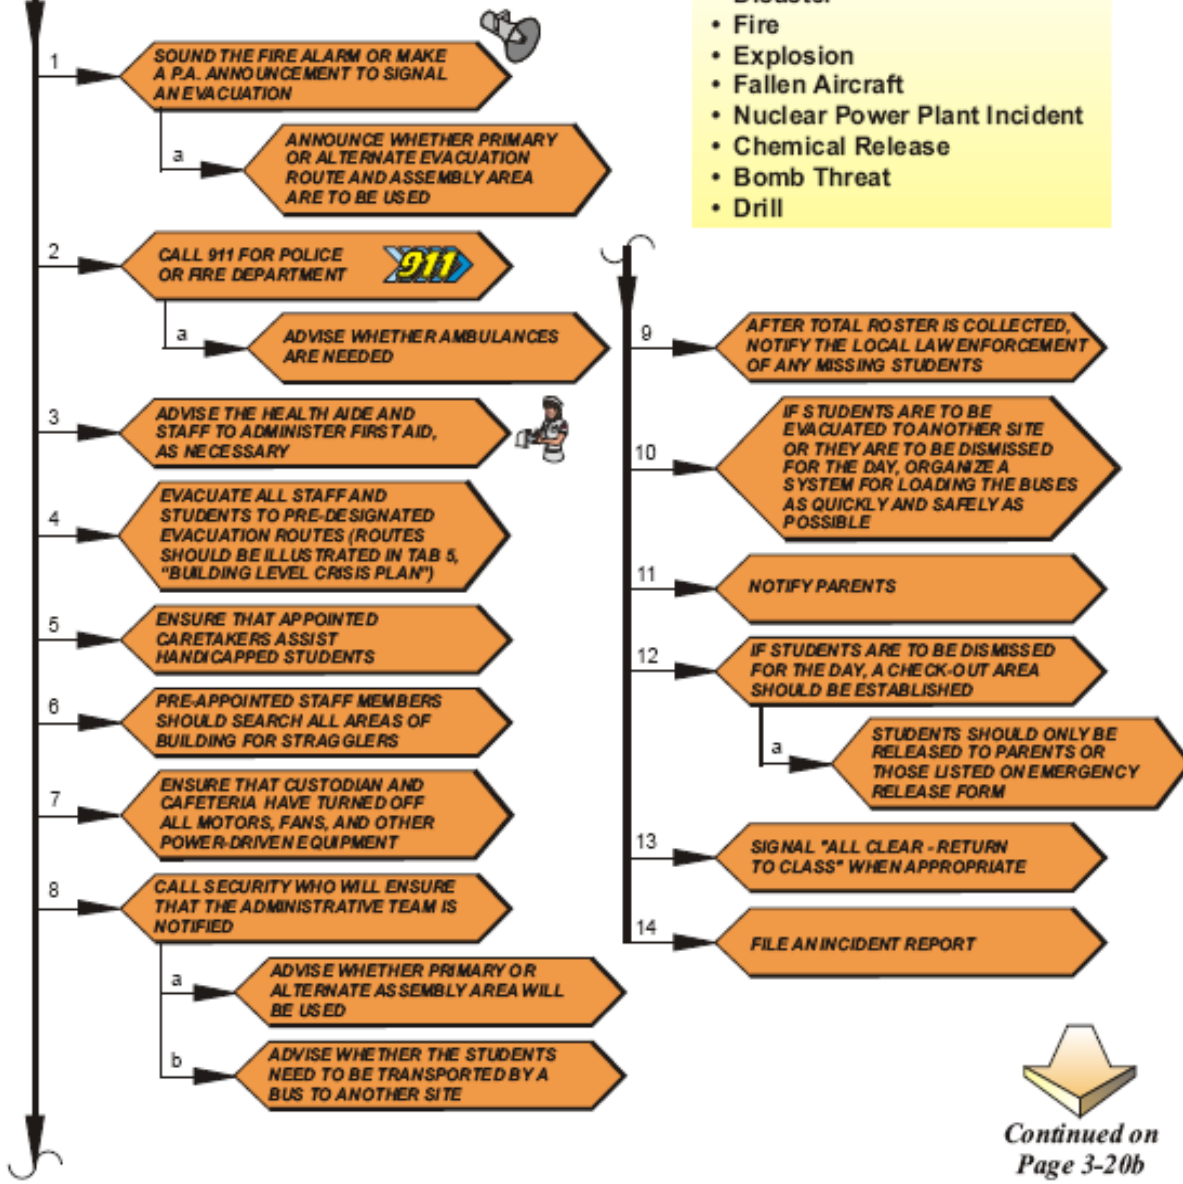 1
SOUND THE FIRE ALARM OR MAKE
A P.A. ANNOUNCEMENT TO SIGNAL
AN EVACUATION
a
ANNOUNCE WHETHER PRIMARY
OR ALTERNATE EVACUATION
ROUTE AND ASSEMBLY AREA
ARE TO BE USED
2
CALL 911 FOR POLICE
OR FIRE DEPARTMENT
911
a
ADVISE WHETHER AMBULANCES
ARE NEEDED
3
ADVISE THE HEALTH AIDE AND
STAFF TO ADMINISTER FIRST AID,
AS NECESSARY
4
EVACUATE ALL STAFF AND
STUDENTS TO PRE-DESIGNATED
EVACUATION ROUTES (ROUTES
SHOULD BE ILLUSTRATED IN TAB 5,
"BUILDING LEVEL CRISIS PLAN")
5
ENSURE THAT APPOINTED
CARETAKERS ASSIST
HANDICAPPED STUDENTS
6
PRE-APPOINTED STAFF MEMBERS
SHOULD SEARCH ALL AREAS OF
BUILDING FOR STRAGGLERS
7
ENSURE THAT CUSTODIAN AND
CAFETERIA HAVE TURNED OFF
ALL MOTORS, FANS, AND OTHER
POWER-DRIVEN EQUIPMENT
8
CALL SECURITY WHO WILL ENSURE
THAT THE ADMINISTRATIVE TEAM IS
NOTIFIED
a
ADVISE WHETHER PRIMARY OR
ALTERNATE ASSEMBLY AREA WILL
BE USED
b
ADVISE WHETHER THE STUDENTS
NEED TO BE TRANSPORTED BY A
BUS TO ANOTHER SITE
• Disaster
• Fire
• Explosion
• Fallen Aircraft
• Nuclear Power Plant Incident
• Chemical Release
• Bomb Threat
• Drill
9
AFTER TOTAL ROSTER IS COLLECTED,
NOTIFY THE LOCAL LAW ENFORCEMENT
OF ANY MISSING STUDENTS
10
IF STUDENTS ARE TO BE
EVACUATED TO ANOTHER SITE
OR THEY ARE TO BE DISMISSED
FOR THE DAY, ORGANIZE A
SYSTEM FOR LOADING THE BUSES
AS QUICKLY AND SAFELY AS
POSSIBLE
11
NOTIFY PARENTS
12
IF STUDENTS ARE TO BE DISMISSED
FOR THE DAY, A CHECK-OUT AREA
SHOULD BE ESTABLISHED
a
STUDENTS SHOULD ONLY BE
RELEASED TO PARENTS OR
THOSE LISTED ON EMERGENCY
RELEASE FORM
13
SIGNAL "ALL CLEAR - RETURN
TO CLASS" WHEN APPROPRIATE
14
FILE AN INCIDENT REPORT
Continued on
Page 3-20b